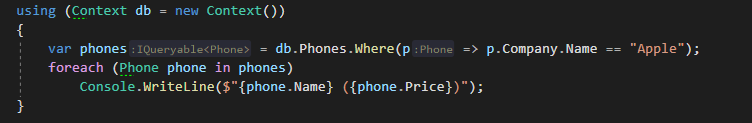 using (Context db = new Context())
{
var phones :IQueryable<Phone> = db.Phones.Where(p :Phone => p.Company.Name == "Apple");
foreach (Phone phone in phones)
Console.WriteLine($"{phone.Name} ({phone.Price})");
}